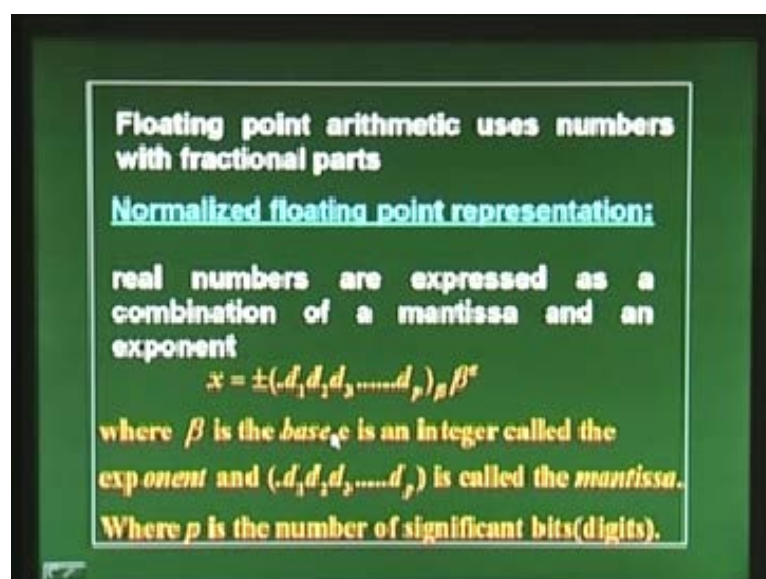 Floating point arithmetic uses numbers
with fractional parts
Normalized floating point representation:
real numbers are expressed as a
combination of a mantissa and an
exponent
x = ±(.d₁d₂d₃......dₚ)ᵦ βᵉ
where β is the base, e is an integer called the
exponent and (.d₁d₂d₃.....dₚ) is called the mantissa.
Where p is the number of significant bits(digits).